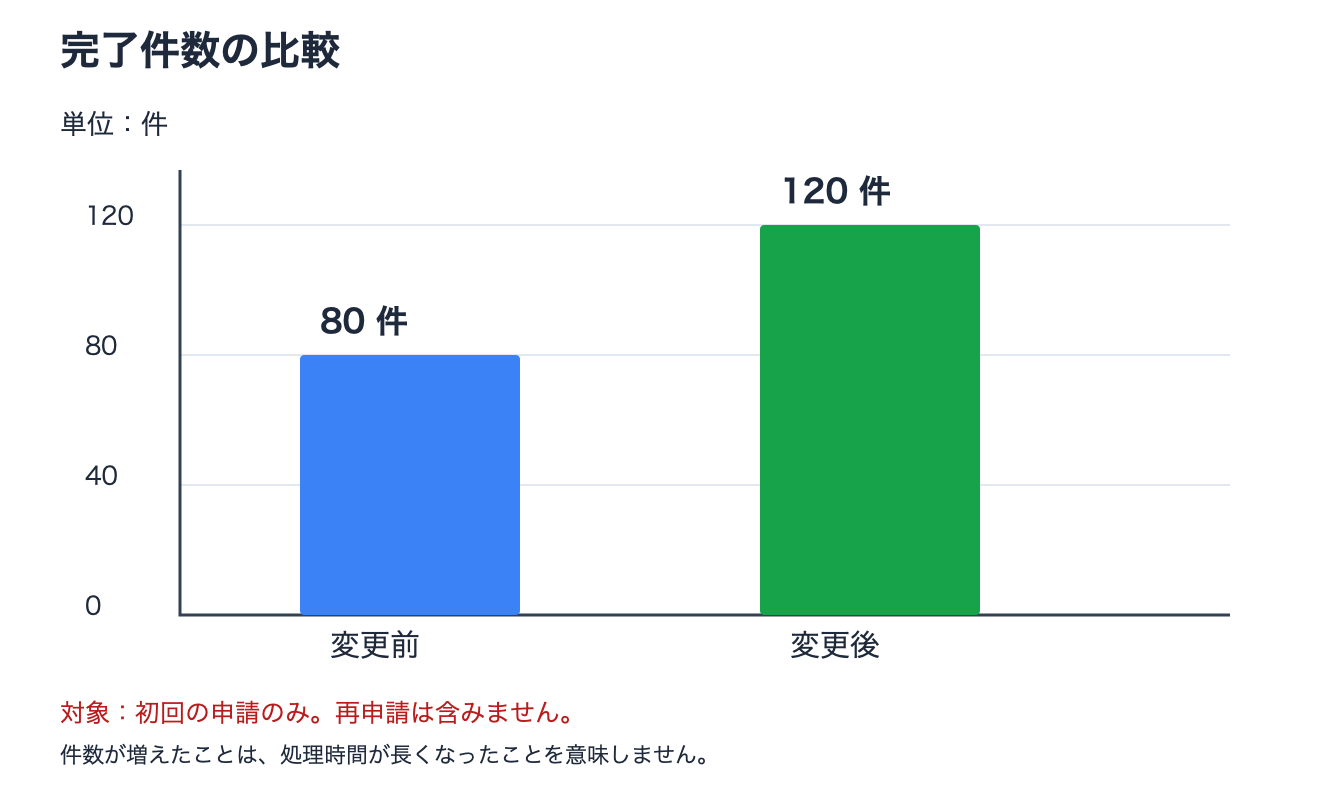 完了件数の比較
単位：件
120 件
120
80 件
80
40
0
変更前
変更後
対象：初回の申請のみ。再申請は含みません。
件数が増えたことは、処理時間が長くなったことを意味しません。